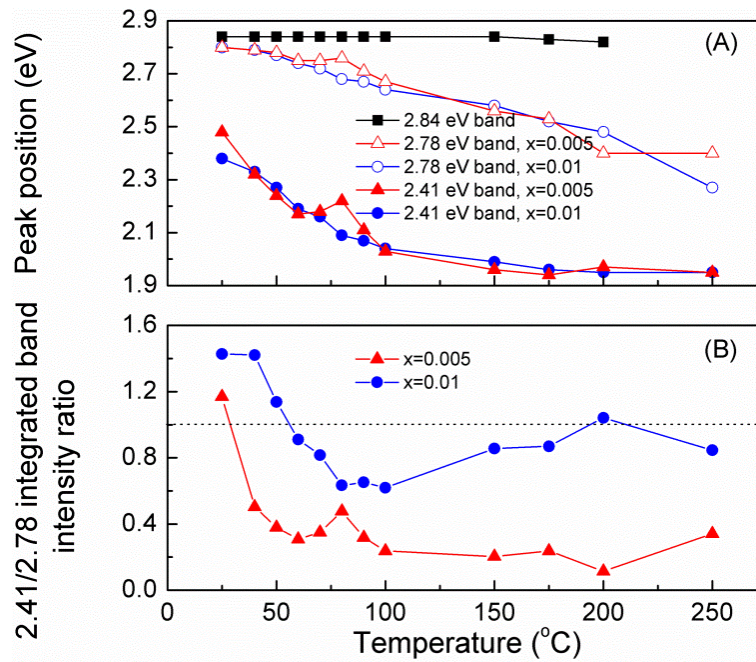 (A)
Peak position (eV)
2.9
2.7
2.5
2.3
2.1
1.9
2.84 eV band
2.78 eV band, x=0.005
2.78 eV band, x=0.01
2.41 eV band, x=0.005
2.41 eV band, x=0.01
(B)
2.41/2.78 integrated band
intensity ratio
1.6
1.2
0.8
0.4
0.0
x=0.005
x=0.01
0 50 100 150 200 250
Temperature (°C)